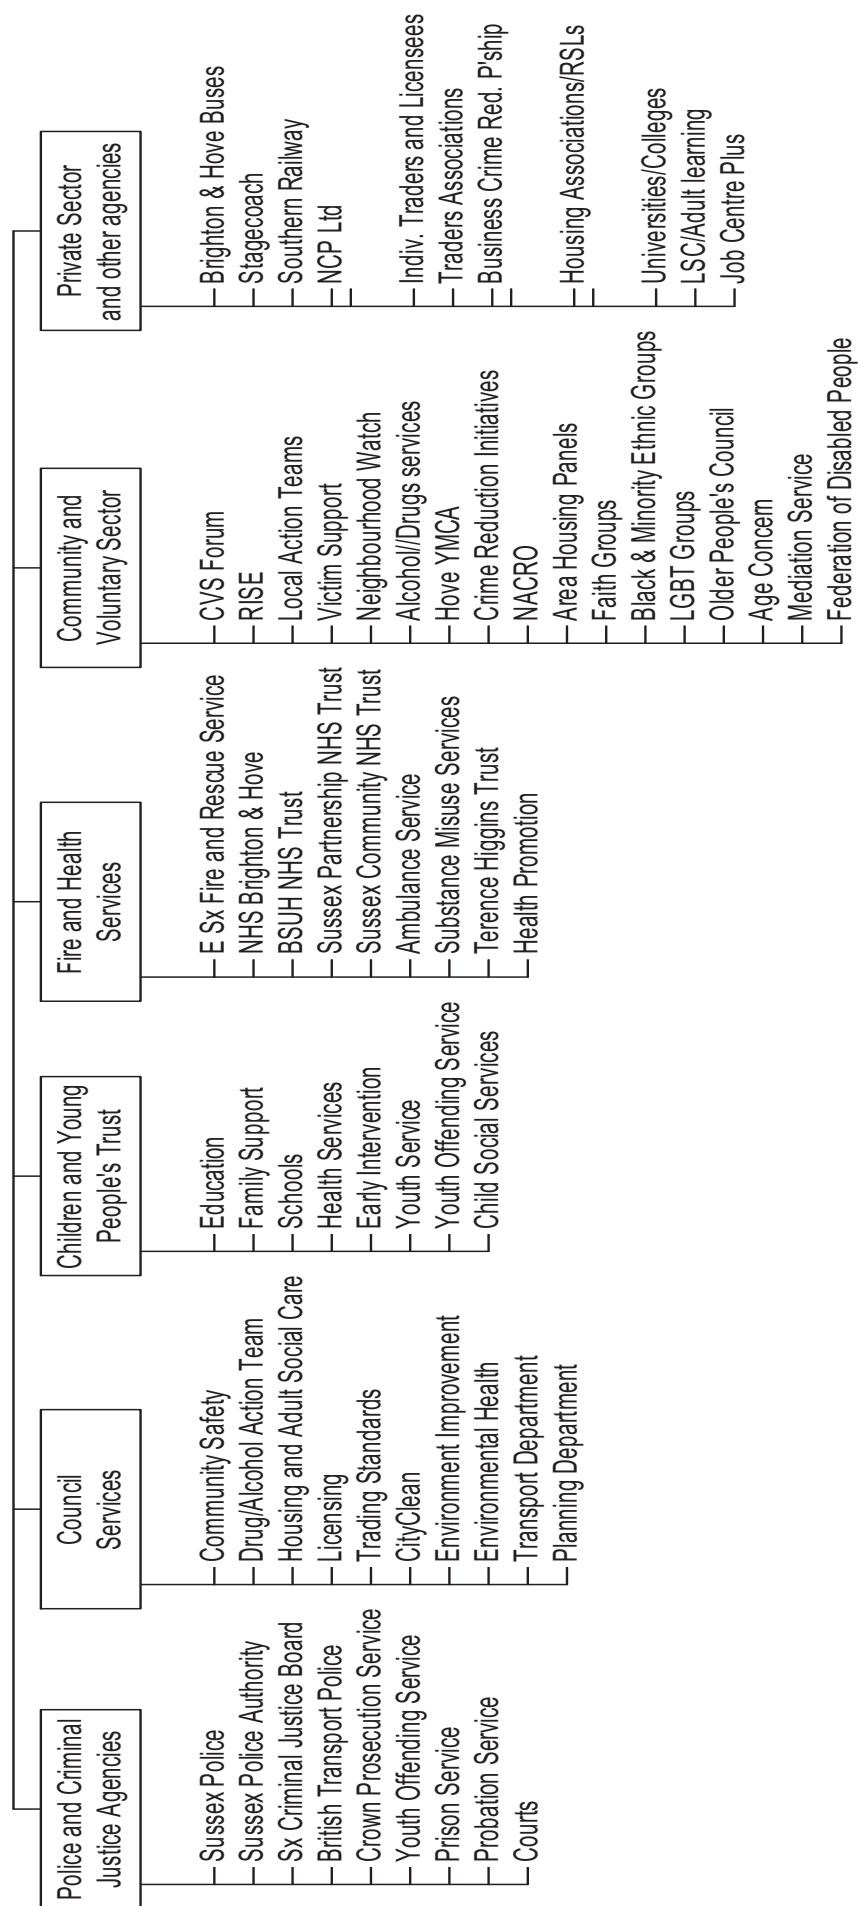 Police and Criminal
Justice Agencies
Sussex Police
Sussex Police Authority
Sx Criminal Justice Board
British Transport Police
Crown Prosecution Service
Youth Offending Service
Prison Service
Probation Service
Courts
Council
Services
Community Safety
Drug/Alcohol Action Team
Housing and Adult Social Care
Licensing
Trading Standards
CityClean
Environment Improvement
Environmental Health
Transport Department
Planning Department
Children and Young
People's Trust
Education
Family Support
Schools
Health Services
Early Intervention
Youth Service
Youth Offending Service
Child Social Services
Fire and Health
Services
E Sx Fire and Rescue Service
NHS Brighton & Hove
BSUH NHS Trust
Sussex Partnership NHS Trust
Sussex Community NHS Trust
Ambulance Service
Substance Misuse Services
Terence Higgins Trust
Health Promotion
Community and
Voluntary Sector
CVS Forum
RISE
Local Action Teams
Victim Support
Neighbourhood Watch
Alcohol//Drugs services
Hove YMCA
Crime Reduction Initiatives
NACRO
Area Housing Panels
Faith Groups
Black & Minority Ethnic Groups
LGBT Groups
Older People's Council
Age Concern
Mediation Service
Federation of Disabled People
Private Sector
and other agencies
Brighton & Hove Buses
Stagecoach
Southern Railway
NCP Ltd
Indiv. Traders and Licensees
Traders Associations
Business Crime Red. P'ship
Housing Associations/RSLs
Universities/Colleges
LSC/Adult learning
Job Centre Plus